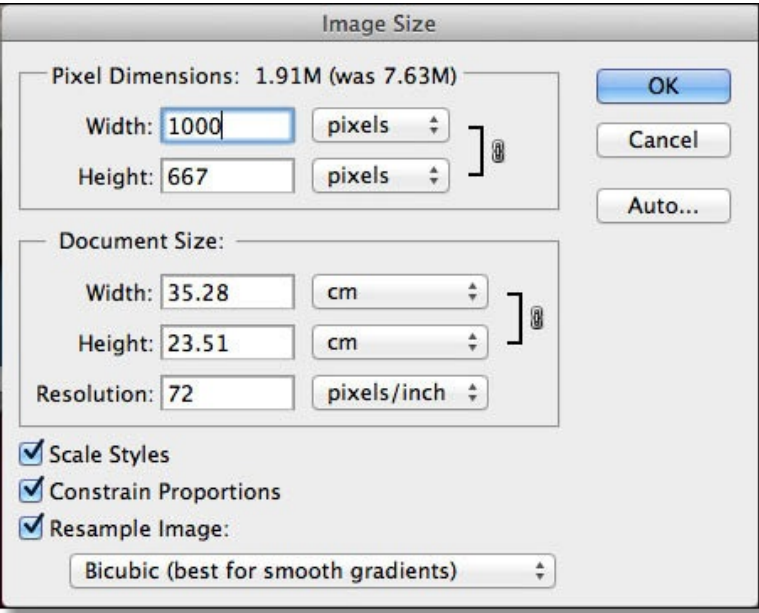 Image Size
Pixel Dimensions: 1.91M (was 7.63M)
OK
Width: 1000 pixels
Cancel
Height: 667 pixels
Auto...
Document Size:
Width: 35.28 cm
Height: 23.51 cm
Resolution: 72 pixels/inch
Scale Styles
Constrain Proportions
Resample Image:
Bicubic (best for smooth gradients)